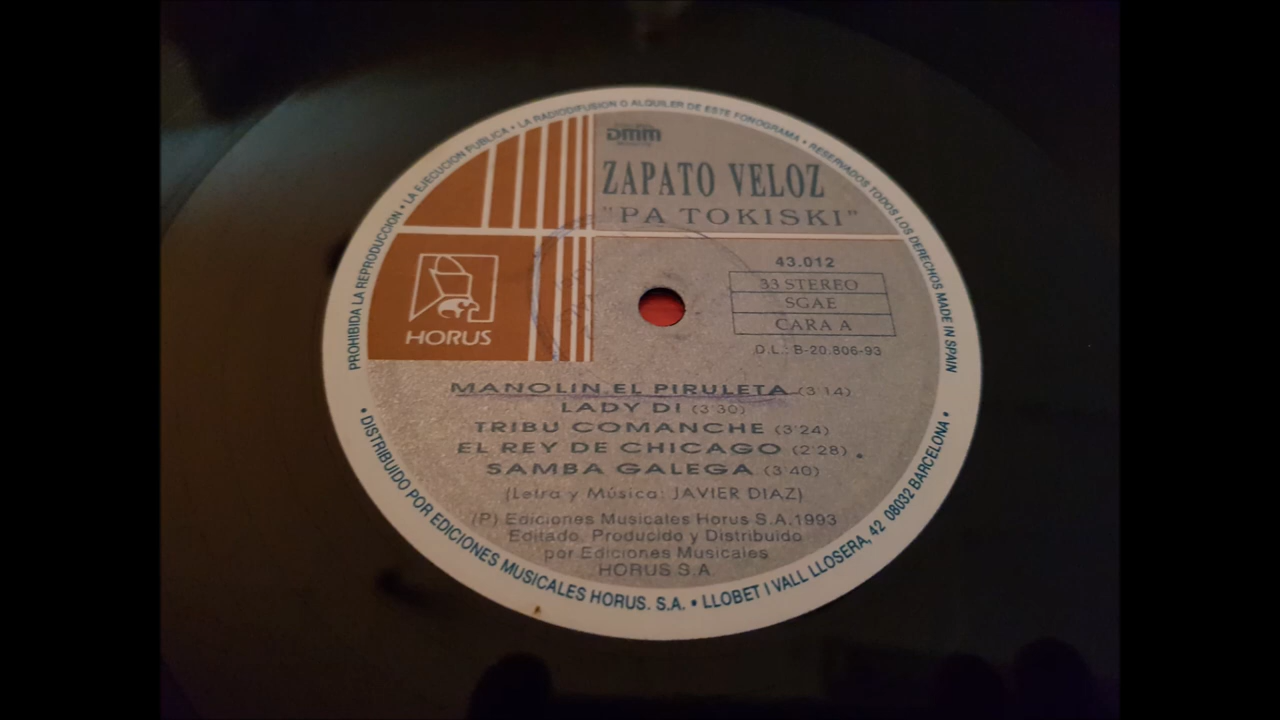 PROHIBIDA LA REPRODUCCION • LA EJECUCION PUBLICA • LA RADIODIFUSION O ALQUILER DE ESTE FONOGRAMA • RESERVADOS TODOS LOS DERECHOS MADE IN SPAIN
DMM
ZAPATO VELOZ
"PA TOKISKI"
HORUS
43.012
33 STEREO
SGAE
CARA A
D.L.: B-20.806-93
MANOLIN.EL PIRULETA (3'14)
LADY DI (3'30)
TRIBU COMANCHE (3'24)
EL REY DE CHICAGO (2'28)
SAMBA GALEGA (3'40)
(Letra y Música: JAVIER DIAZ)
(P) Ediciones Musicales Horus S.A.1993
Editado, Producido y Distribuido
por Ediciones Musicales
HORUS S.A.
• DISTRIBUIDO POR EDICIONES MUSICALES HORUS. S.A. • LLOBET I VALL LLOSERA, 42 08032 BARCELONA •